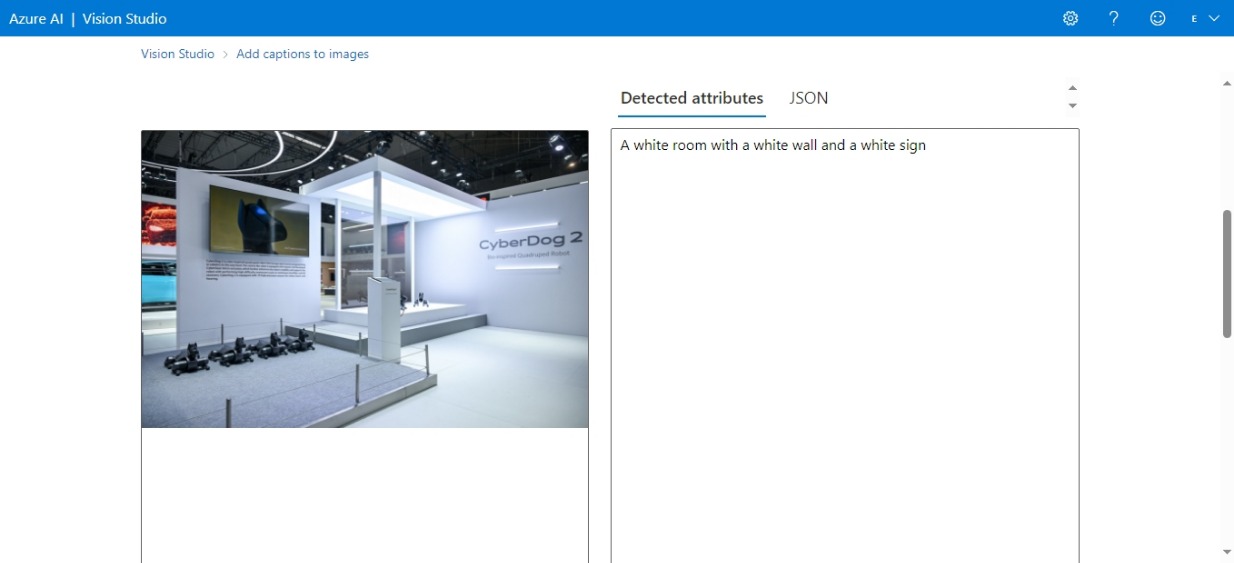 Azure AI | Vision Studio
E
Vision Studio > Add captions to images
Detected attributes
JSON
A white room with a white wall and a white sign
CyberDog 2
Bio-inspired Quadruped Robot